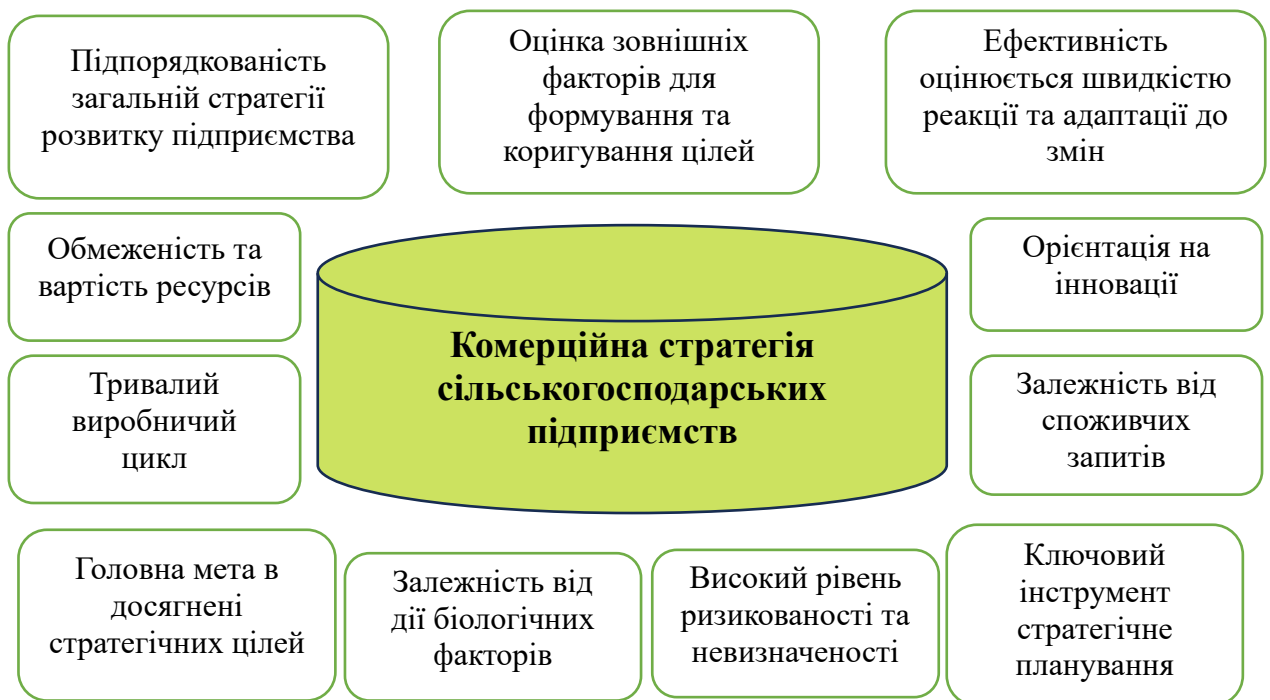 Підпорядкованість
загальній стратегії
розвитку підприємства
Оцінка зовнішніх
факторів для
формування та
коригування цілей
Ефективність
оцінюється швидкістю
реакції та адаптації до
змін
Обмеженість та
вартість ресурсів
Орієнтація на
інновації
Комерційна стратегія
сільськогосподарських
підприємств
Тривалий
виробничий
цикл
Залежність від
споживчих
запитів
Головна мета в
досягнені
стратегічних цілей
Залежність від
дії біологічних
факторів
Високий рівень
ризикованості та
невизначеності
Ключовий
інструмент
стратегічне
планування